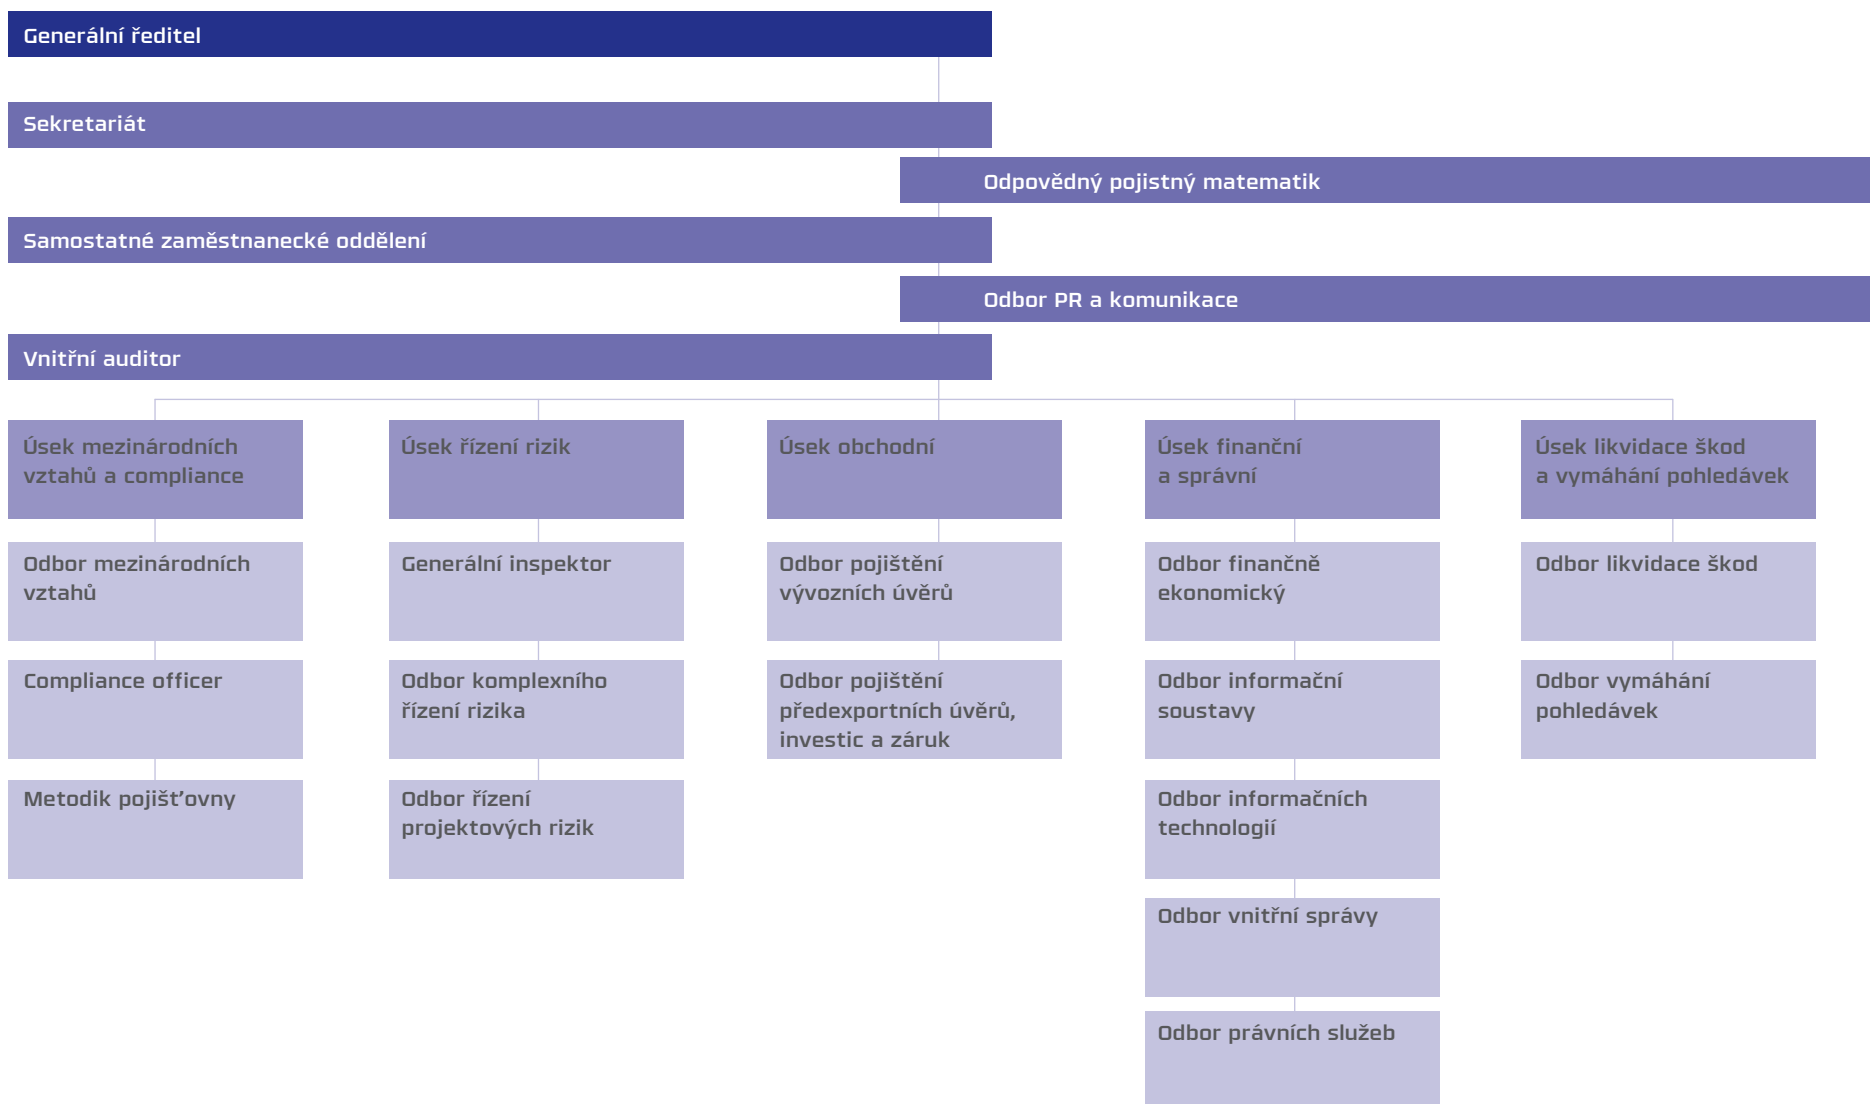 Generální ředitel
Sekretariát
Odpovědný pojistný matematik
Samostatné zaměstnanecké oddělení
Odbor PR a komunikace
Vnitřní auditor
Úsek mezinárodních
vztahů a compliance
Odbor mezinárodních
vztahů
Compliance officer
Metodik pojišťovny
Úsek řízení rizik
Generální inspektor
Odbor komplexního
řízení rizika
Odbor řízení
projektových rizik
Úsek obchodní
Odbor pojištění
vývozních úvěrů
Odbor pojištění
předexportních úvěrů,
investic a záruk
Úsek finanční
a správní
Odbor finančně
ekonomický
Odbor informační
soustavy
Odbor informačních
technologií
Odbor vnitřní správy
Odbor právních služeb
Úsek likvidace škod
a vymáhání pohledávek
Odbor likvidace škod
Odbor vymáhání
pohledávek